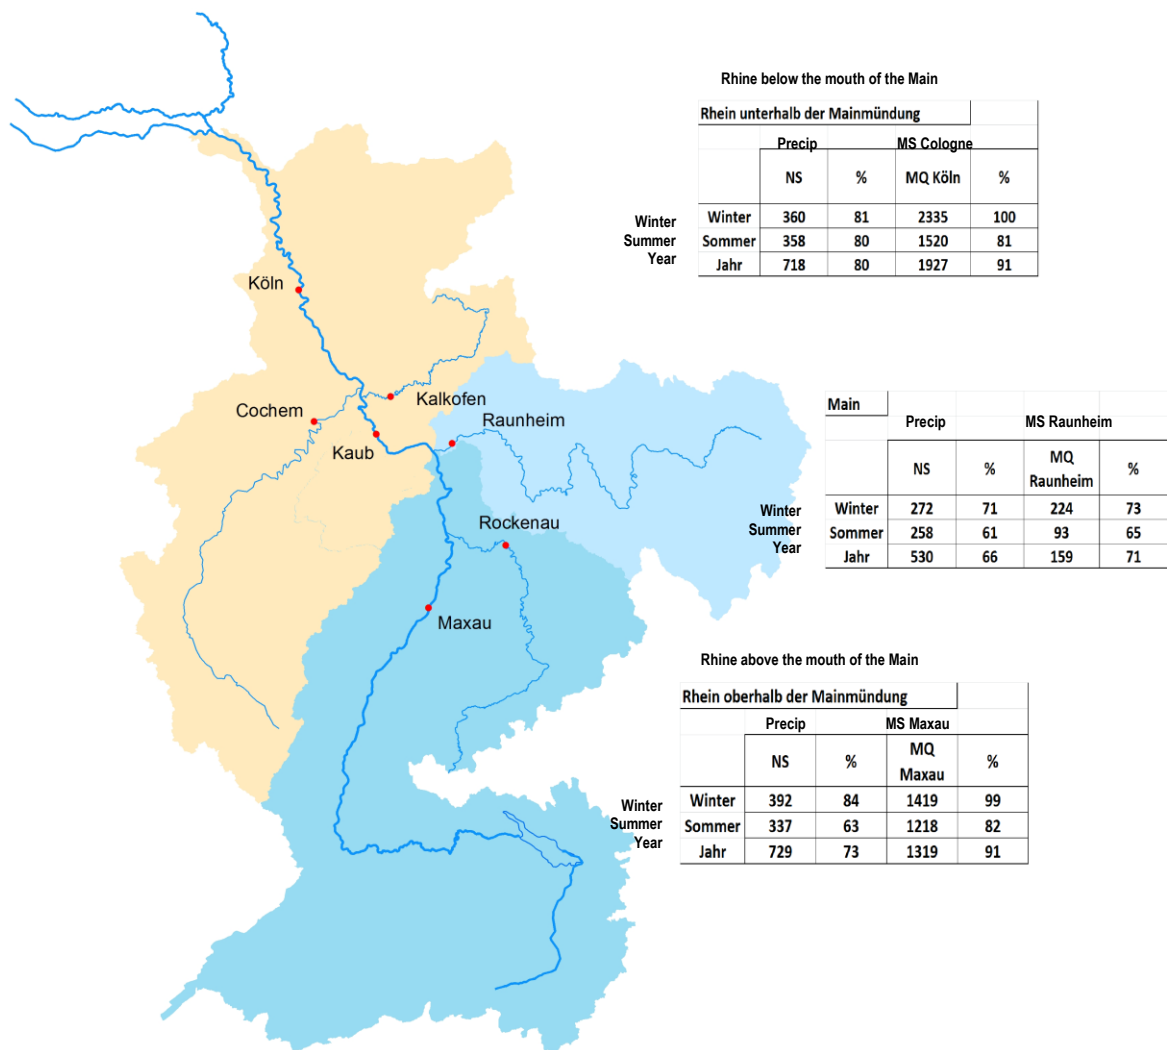 Rhine below the mouth of the Main
Rhein unterhalb der Mainmündung
Precip MS Cologne
NS % MQ Köln %
Winter Winter 360 81 2335 100
Summer Sommer 358 80 1520 81
Year Jahr 718 80 1927 91
Köln
Kalkofen
Cochem
Raunheim
Kaub
Rockenau
Maxau
Main
Precip MS Raunheim
NS % MQ Raunheim %
Winter Winter 272 71 224 73
Summer Sommer 258 61 93 65
Year Jahr 530 66 159 71
Rhine above the mouth of the Main
Rhein oberhalb der Mainmündung
Precip MS Maxau
NS % MQ Maxau %
Winter Winter 392 84 1419 99
Summer Sommer 337 63 1218 82
Year Jahr 729 73 1319 91